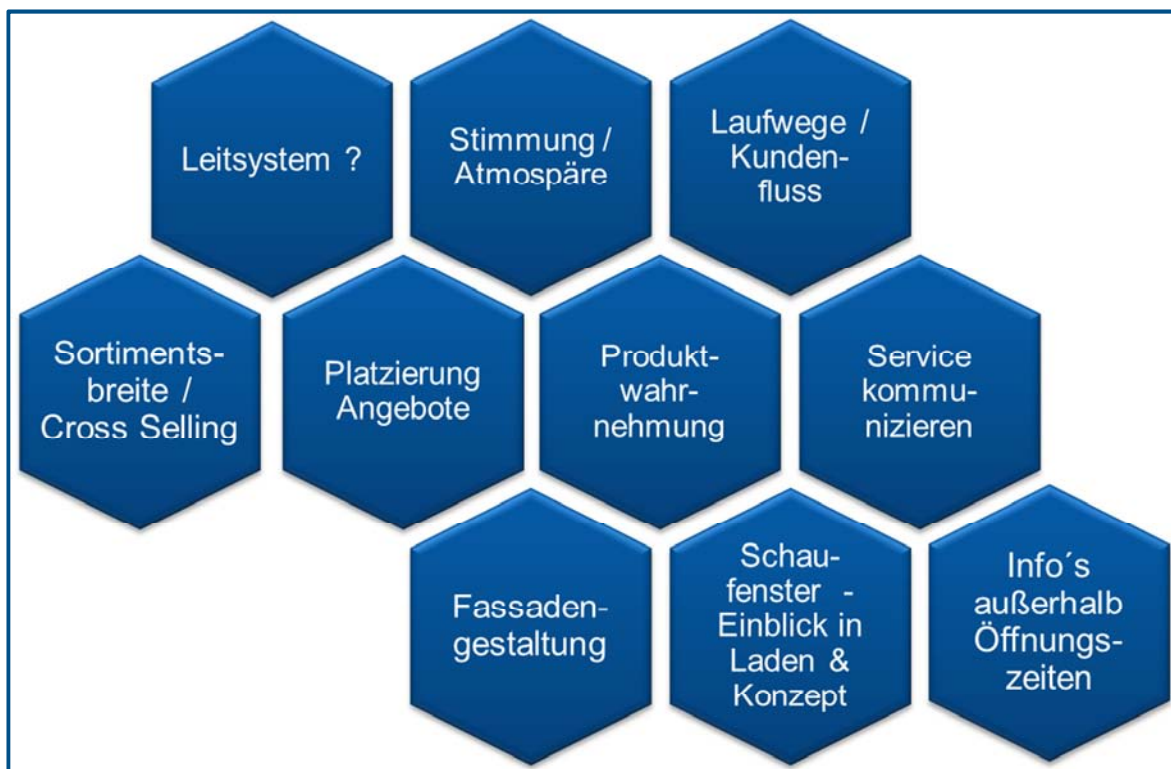 Leitsystem ?
Stimmung /
Atmospäre
Laufwege /
Kunden-
fluss
Sortiments-
breite /
Cross Selling
Platzierung
Angebote
Produkt-
wahr-
nehmung
Service
kommu-
nizieren
Fassaden-
gestaltung
Schau-
fenster -
Einblick in
Laden &
Konzept
Info´s
außerhalb
Öffnungs-
zeiten